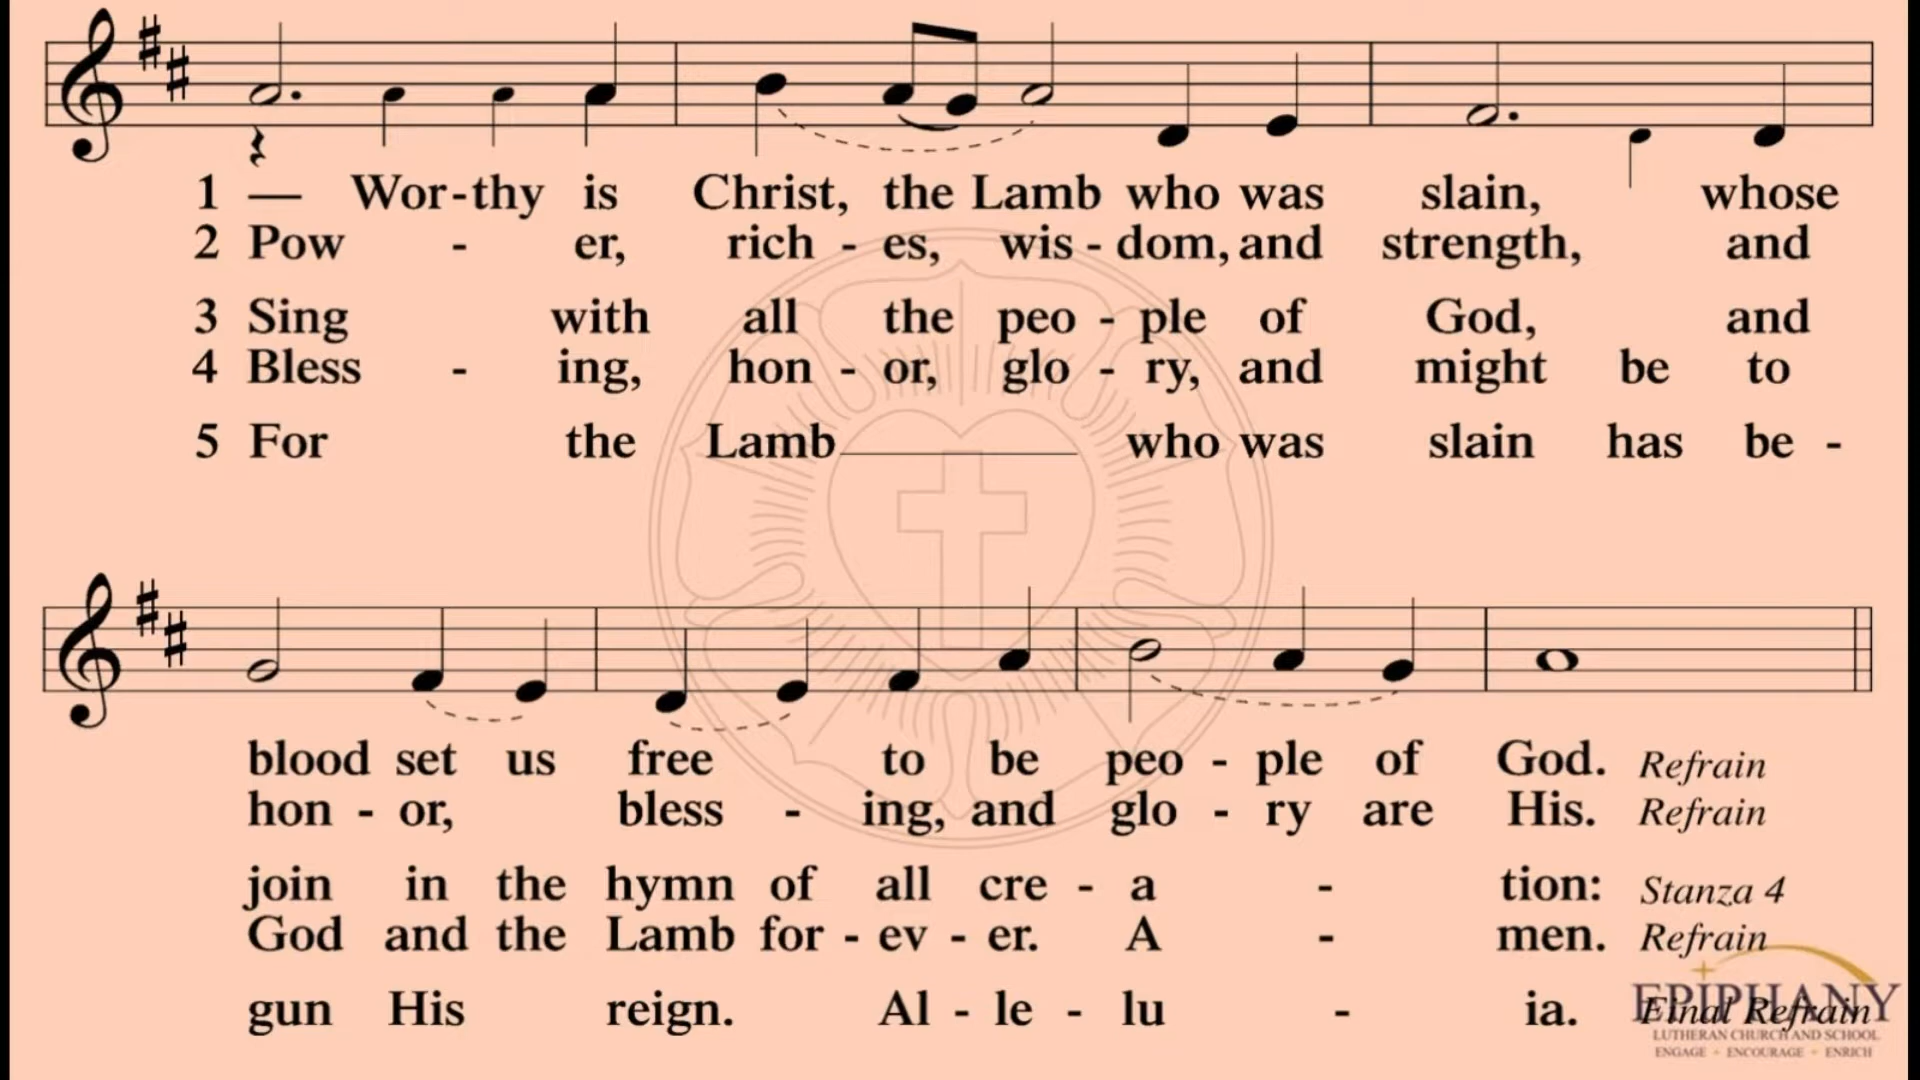 1 — Wor-thy is Christ, the Lamb who was slain, whose
2 Pow - er, rich - es, wis - dom, and strength, and
3 Sing with all the peo - ple of God, and
4 Bless - ing, hon - or, glo - ry, and might be to
5 For the Lamb who was slain has be -
blood set us free to be peo - ple of God. Refrain
hon - or, bless - ing, and glo - ry are His. Refrain
join in the hymn of all cre - a - tion: Stanza 4
God and the Lamb for - ev - er. A - men. Refrain
gun His reign. Al - le - lu - ia. Final Refrain
EPIPHANY
LUTHERAN CHURCH AND SCHOOL
ENGAGE + ENCOURAGE + ENRICH